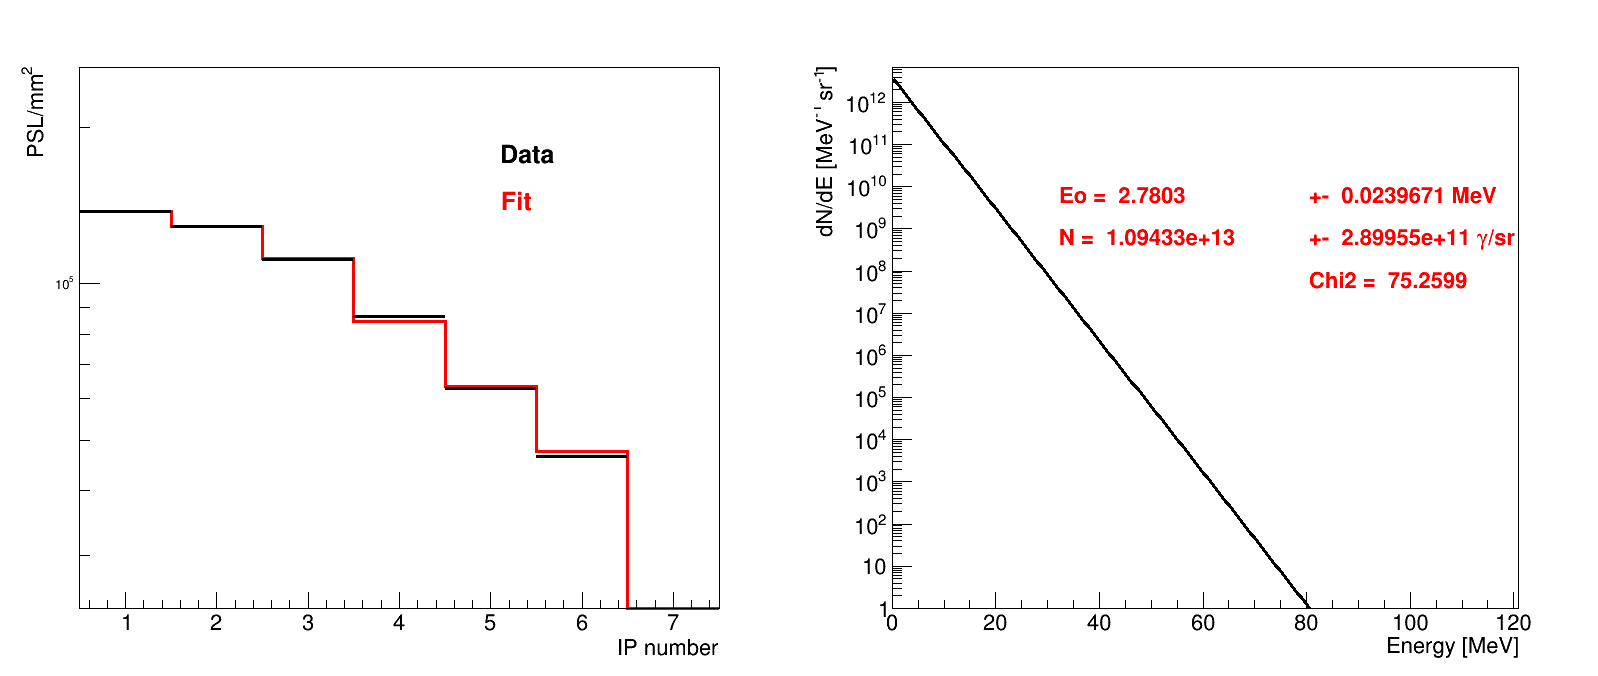 PSL/mm²
Data
Fit
10⁵
1 2 3 4 5 6 7
IP number
dN/dE [MeV⁻¹ sr⁻¹]
10¹²
10¹¹
10¹⁰
10⁹
10⁸
10⁷
10⁶
10⁵
10⁴
10³
10²
10
1
Eo = 2.7803 +- 0.0239671 MeV
N = 1.09433e+13 +- 2.89955e+11 γ/sr
Chi2 = 75.2599
0 20 40 60 80 100 120
Energy [MeV]